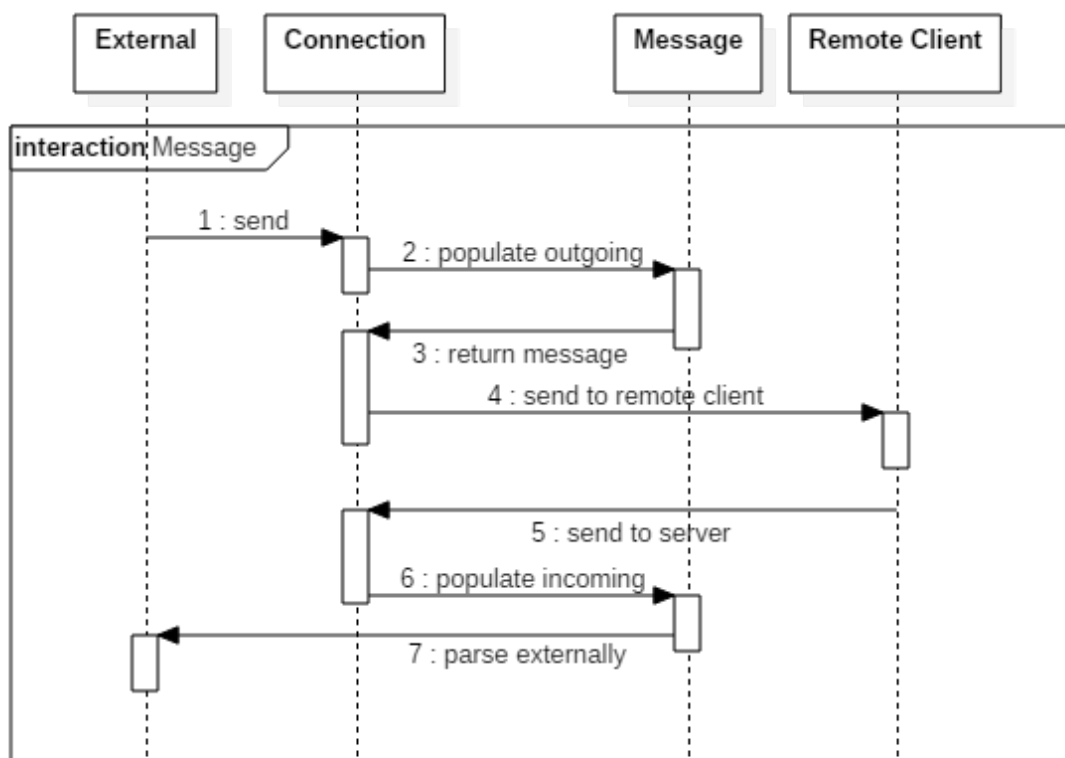 External
Connection
Message
Remote Client
interaction Message
1 : send
2 : populate outgoing
3 : return message
4 : send to remote client
5 : send to server
6 : populate incoming
7 : parse externally